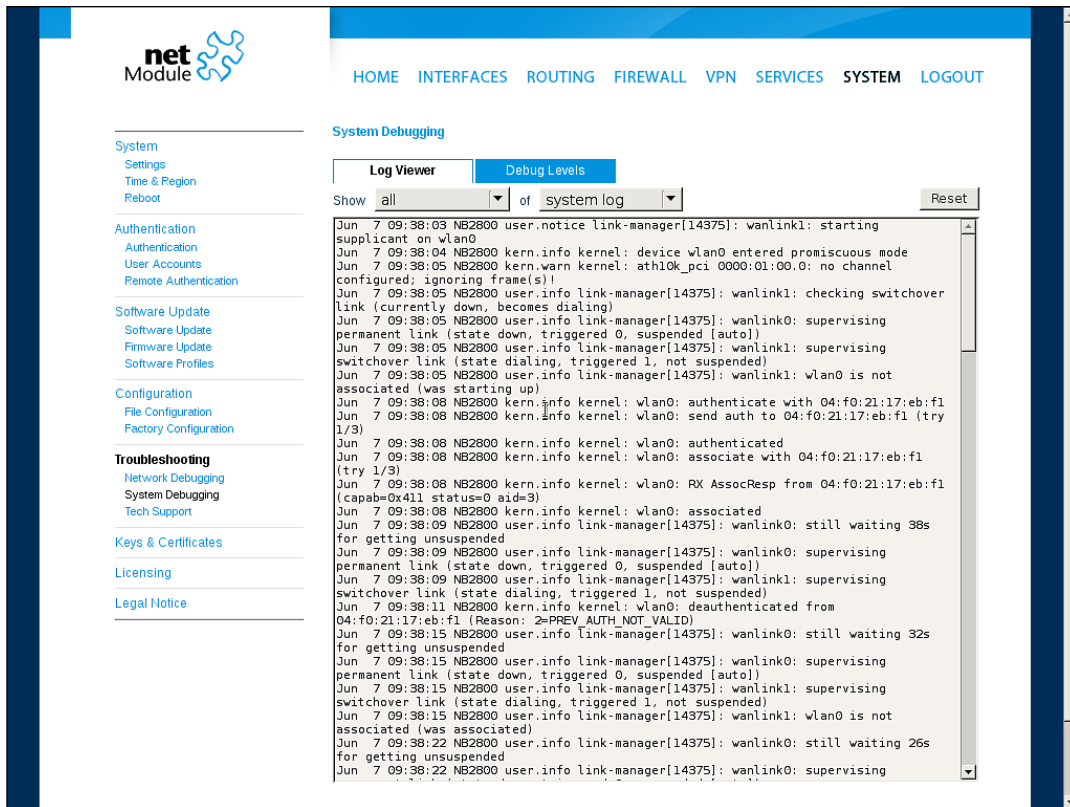 net
Module
HOME INTERFACES ROUTING FIREWALL VPN SERVICES SYSTEM LOGOUT
System
Settings
Time & Region
Reboot
Authentication
Authentication
User Accounts
Remote Authentication
Software Update
Software Update
Firmware Update
Software Profiles
Configuration
File Configuration
Factory Configuration
Troubleshooting
Network Debugging
System Debugging
Tech Support
Keys & Certificates
Licensing
Legal Notice
System Debugging
Log Viewer Debug Levels
Show all of system log Reset
Jun 7 09:38:03 NB2800 user.notice link-manager[14375]: wanlink1: starting
supplicant on wlan0
Jun 7 09:38:04 NB2800 kern.info kernel: device wlan0 entered promiscuous mode
Jun 7 09:38:05 NB2800 kern.warn kernel: ath10k_pci 0000:01:00.0: no channel
configured; ignoring frame(s)!
Jun 7 09:38:05 NB2800 user.info link-manager[14375]: wanlink1: checking switchover
link (currently down, becomes dialing)
Jun 7 09:38:05 NB2800 user.info link-manager[14375]: wanlink0: supervising
permanent link (state down, triggered 0, suspended [auto])
Jun 7 09:38:05 NB2800 user.info link-manager[14375]: wanlink1: supervising
switchover link (state dialing, triggered 1, not suspended)
Jun 7 09:38:05 NB2800 user.info link-manager[14375]: wanlink1: wlan0 is not
associated (was starting up)
Jun 7 09:38:08 NB2800 kern.info kernel: wlan0: authenticate with 04:f0:21:17:eb:f1
Jun 7 09:38:08 NB2800 kern.info kernel: wlan0: send auth to 04:f0:21:17:eb:f1 (try
1/3)
Jun 7 09:38:08 NB2800 kern.info kernel: wlan0: authenticated
Jun 7 09:38:08 NB2800 kern.info kernel: wlan0: associate with 04:f0:21:17:eb:f1
(try 1/3)
Jun 7 09:38:08 NB2800 kern.info kernel: wlan0: RX AssocResp from 04:f0:21:17:eb:f1
(capab=0x411 status=0 aid=3)
Jun 7 09:38:08 NB2800 kern.info kernel: wlan0: associated
Jun 7 09:38:09 NB2800 user.info link-manager[14375]: wanlink0: still waiting 38s
for getting unsuspended
Jun 7 09:38:09 NB2800 user.info link-manager[14375]: wanlink0: supervising
permanent link (state down, triggered 0, suspended [auto])
Jun 7 09:38:09 NB2800 user.info link-manager[14375]: wanlink1: supervising
switchover link (state dialing, triggered 1, not suspended)
Jun 7 09:38:11 NB2800 kern.info kernel: wlan0: deauthenticated from
04:f0:21:17:eb:f1 (Reason: 2=PREV_AUTH_NOT_VALID)
Jun 7 09:38:15 NB2800 user.info link-manager[14375]: wanlink0: still waiting 32s
for getting unsuspended
Jun 7 09:38:15 NB2800 user.info link-manager[14375]: wanlink0: supervising
permanent link (state down, triggered 0, suspended [auto])
Jun 7 09:38:15 NB2800 user.info link-manager[14375]: wanlink1: supervising
switchover link (state dialing, triggered 1, not suspended)
Jun 7 09:38:15 NB2800 user.info link-manager[14375]: wanlink1: wlan0 is not
associated (was associated)
Jun 7 09:38:22 NB2800 user.info link-manager[14375]: wanlink0: still waiting 26s
for getting unsuspended
Jun 7 09:38:22 NB2800 user.info link-manager[14375]: wanlink0: supervising